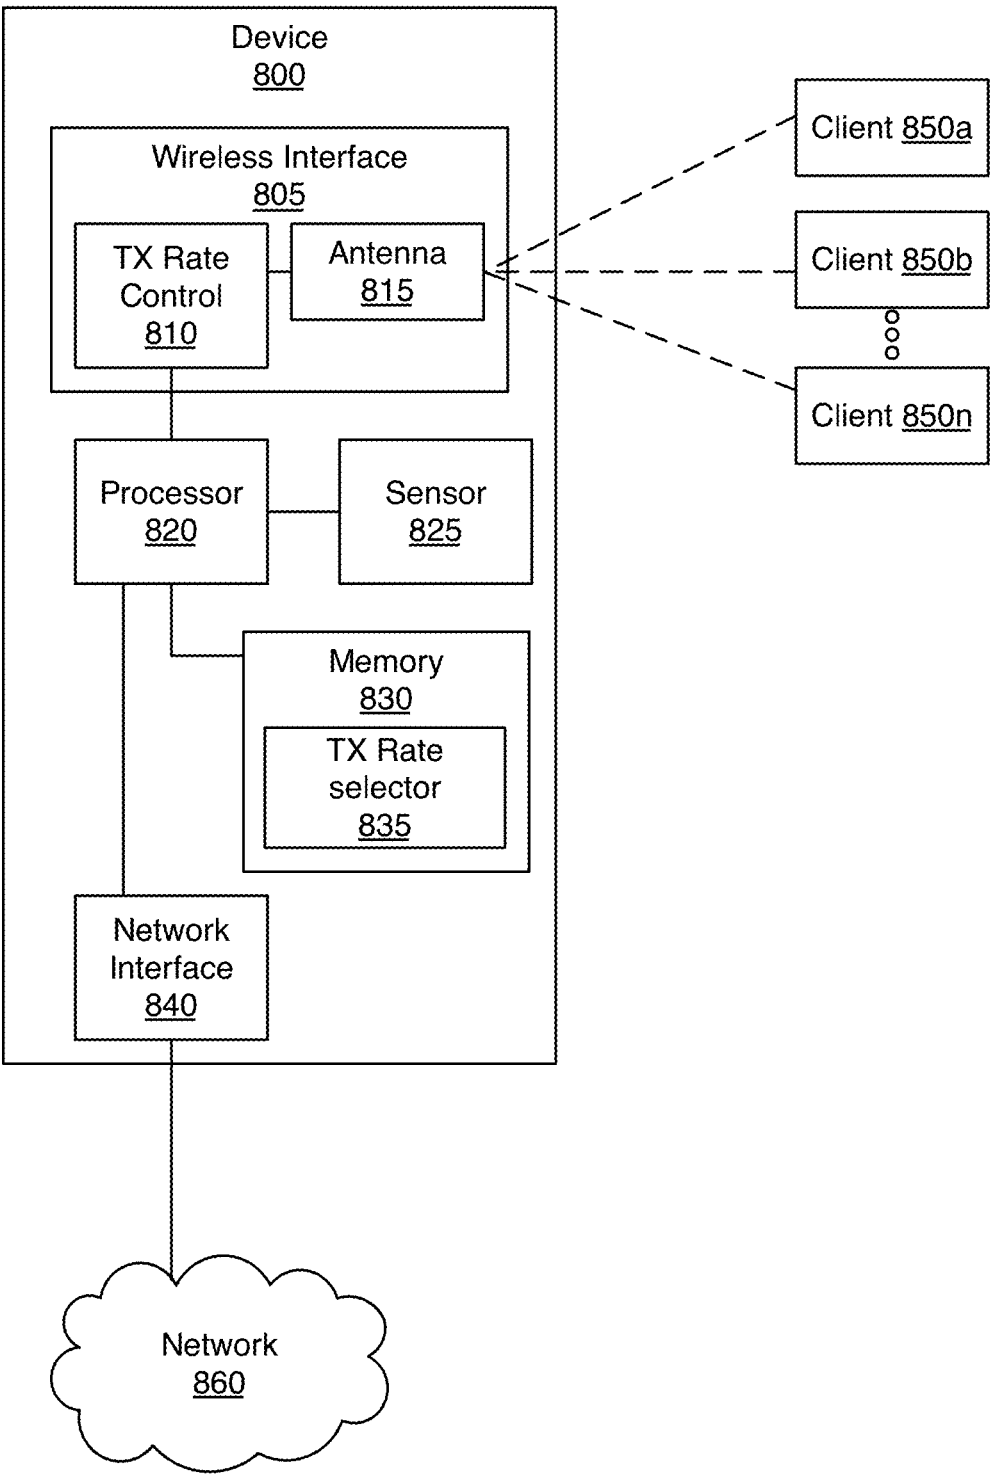 Device
800
Wireless Interface
805
TX Rate
Control
810
Antenna
815
Client 850a
Client 850b
Client 850n
Processor
820
Sensor
825
Memory
830
TX Rate
selector
835
Network
Interface
840
Network
860